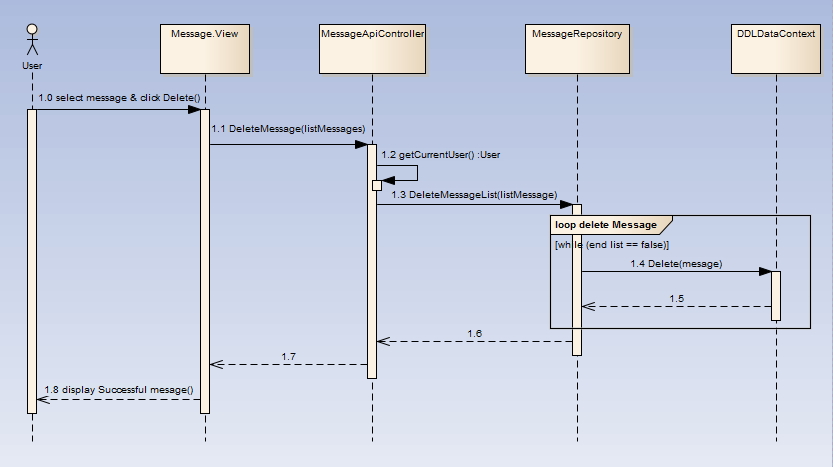 Message.View
MessageApiController
MessageRepository
DDLDataContext
User
1.0 select message & click Delete()
1.1 DeleteMessage(listMessages)
1.2 getCurrentUser() :User
1.3 DeleteMessageList(listMessage)
loop delete Message
[while (end list == false)]
1.4 Delete(message)
1.5
1.6
1.7
1.8 display Successful mesage()